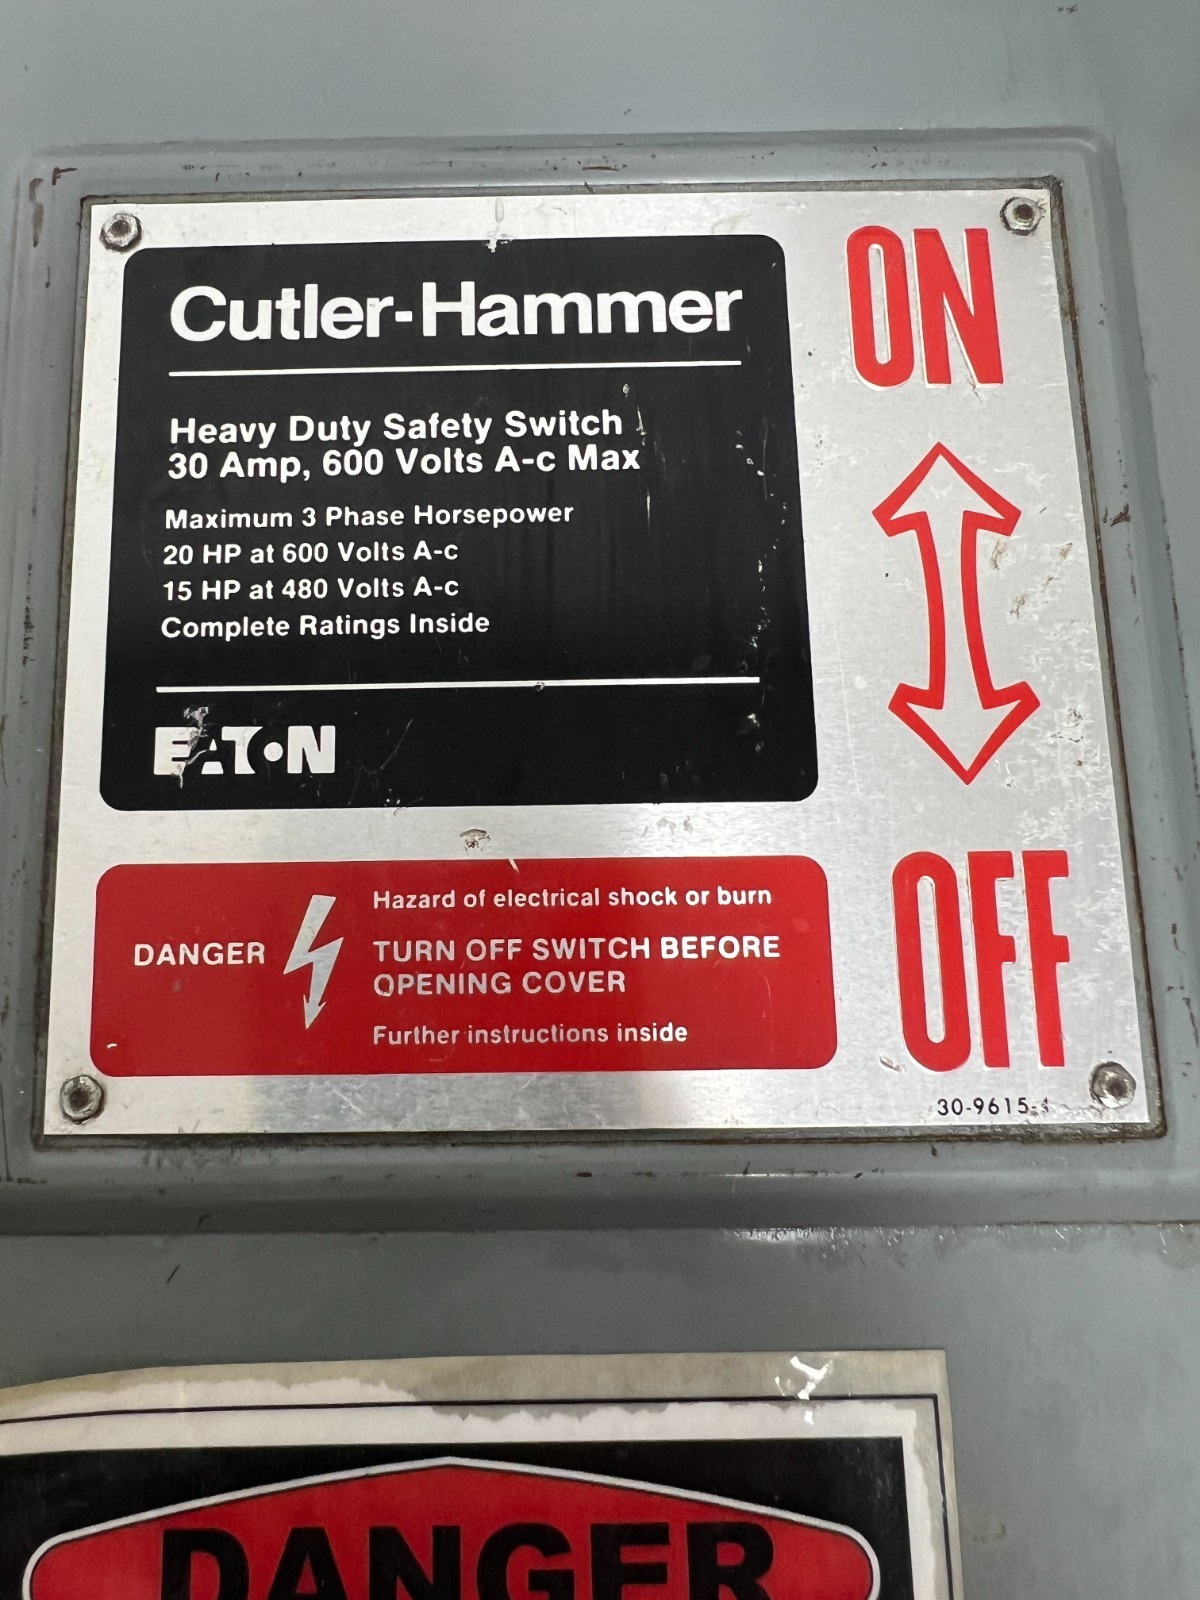 Cutler-Hammer
Heavy Duty Safety Switch
30 Amp, 600 Volts A-c Max
Maximum 3 Phase Horsepower
20 HP at 600 Volts A-c
15 HP at 480 Volts A-c
Complete Ratings Inside
EATON
ON
OFF
DANGER
Hazard of electrical shock or burn
TURN OFF SWITCH BEFORE
OPENING COVER
Further instructions inside
30-9615-
DANGER